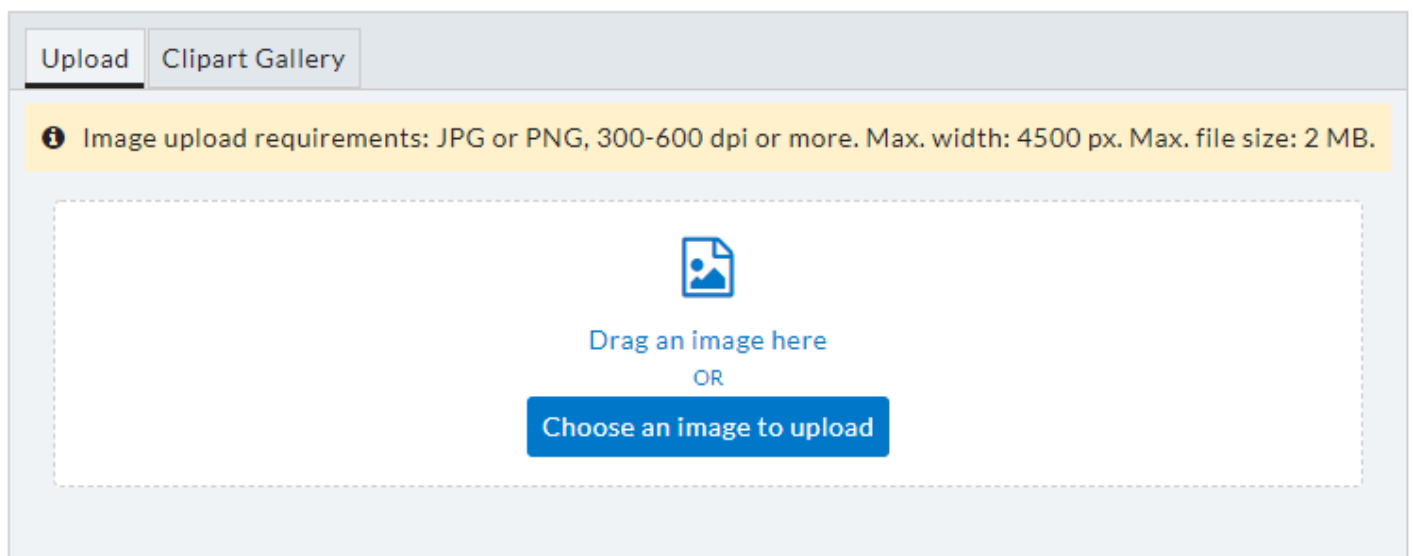 Upload
Clipart Gallery
Image upload requirements: JPG or PNG, 300-600 dpi or more. Max. width: 4500 px. Max. file size: 2 MB.
Drag an image here
OR
Choose an image to upload